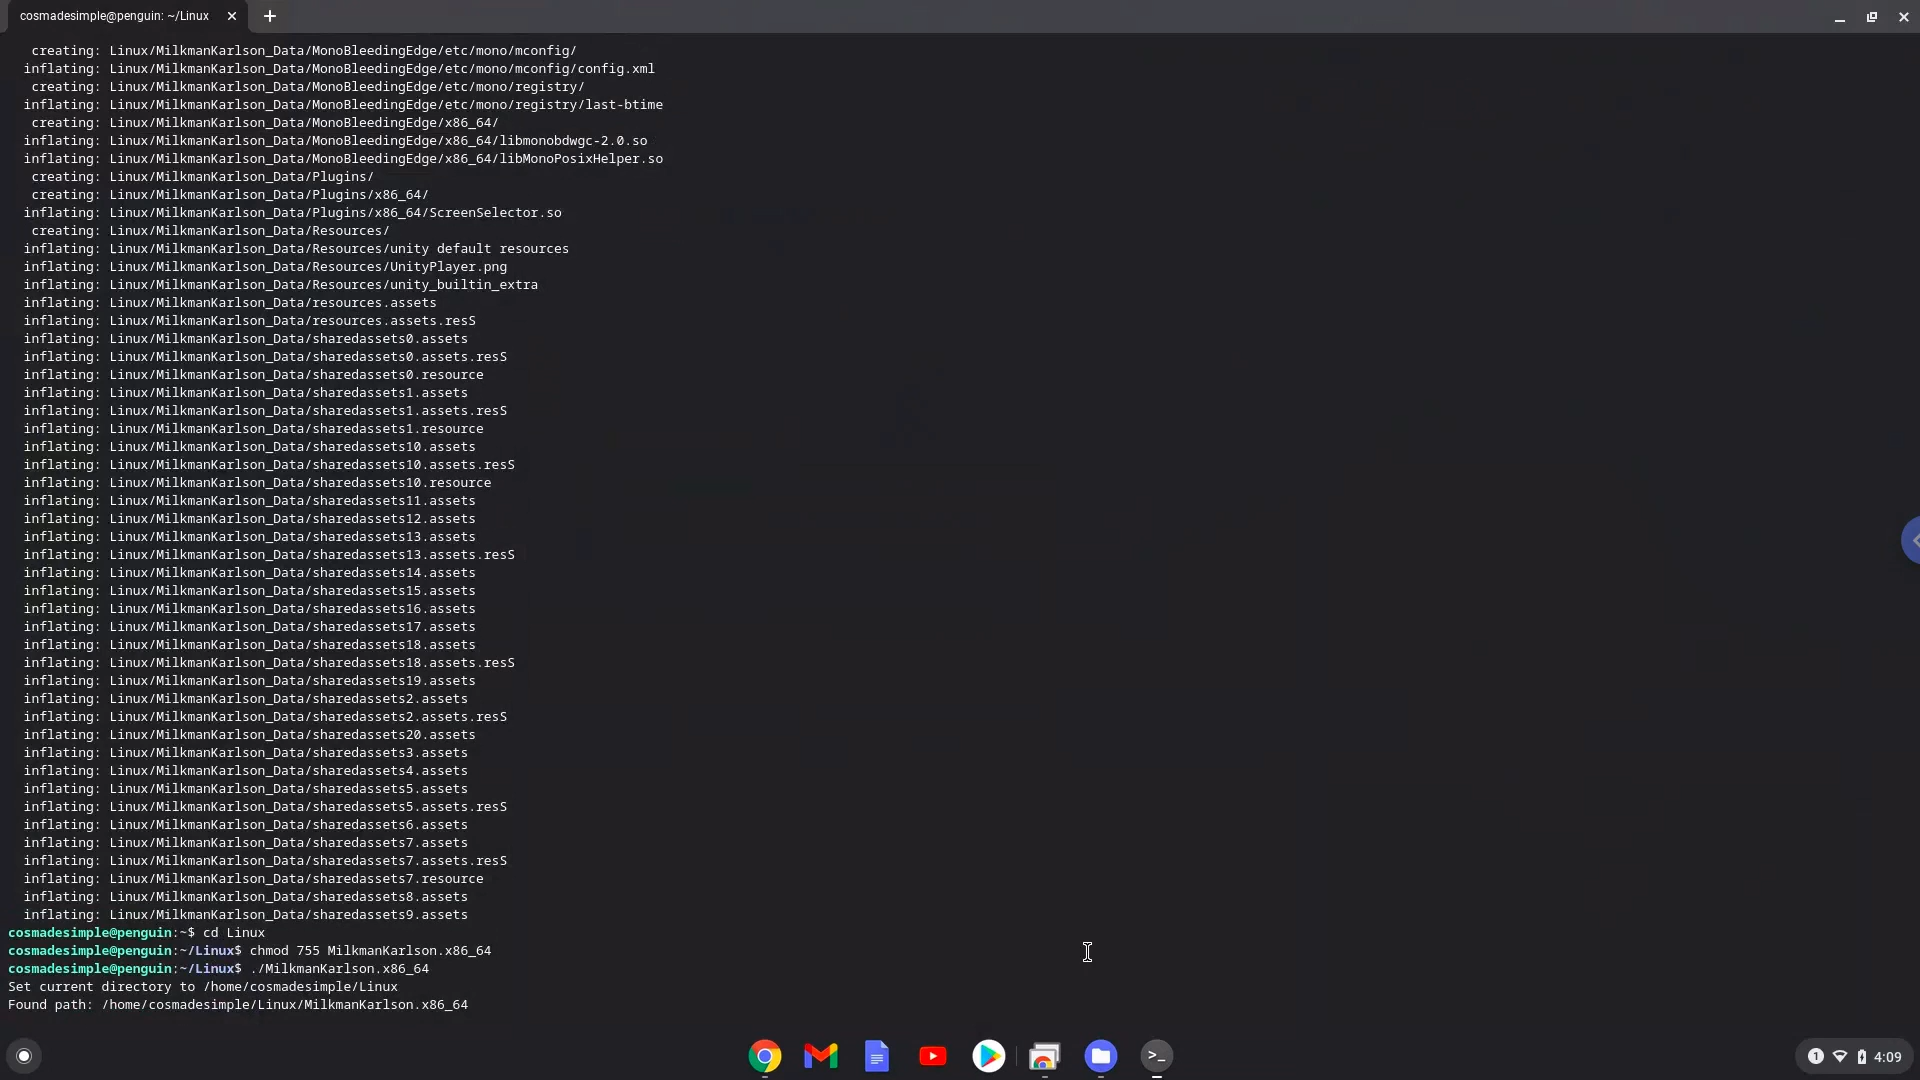 cosmadesimple@penguin: ~/Linux
creating: Linux/MilkmanKarlson_Data/MonoBleedingEdge/etc/mono/mconfig/
inflating: Linux/MilkmanKarlson_Data/MonoBleedingEdge/etc/mono/mconfig/config.xml
creating: Linux/MilkmanKarlson_Data/MonoBleedingEdge/etc/mono/registry/
inflating: Linux/MilkmanKarlson_Data/MonoBleedingEdge/etc/mono/registry/last-btime
creating: Linux/MilkmanKarlson_Data/MonoBleedingEdge/x86_64/
inflating: Linux/MilkmanKarlson_Data/MonoBleedingEdge/x86_64/libmonobdwgc-2.0.so
inflating: Linux/MilkmanKarlson_Data/MonoBleedingEdge/x86_64/libMonoPosixHelper.so
creating: Linux/MilkmanKarlson_Data/Plugins/
creating: Linux/MilkmanKarlson_Data/Plugins/x86_64/
inflating: Linux/MilkmanKarlson_Data/Plugins/x86_64/ScreenSelector.so
creating: Linux/MilkmanKarlson_Data/Resources/
inflating: Linux/MilkmanKarlson_Data/Resources/unity default resources
inflating: Linux/MilkmanKarlson_Data/Resources/UnityPlayer.png
inflating: Linux/MilkmanKarlson_Data/Resources/unity_builtin_extra
inflating: Linux/MilkmanKarlson_Data/resources.assets
inflating: Linux/MilkmanKarlson_Data/resources.assets.resS
inflating: Linux/MilkmanKarlson_Data/sharedassets0.assets
inflating: Linux/MilkmanKarlson_Data/sharedassets0.assets.resS
inflating: Linux/MilkmanKarlson_Data/sharedassets0.resource
inflating: Linux/MilkmanKarlson_Data/sharedassets1.assets
inflating: Linux/MilkmanKarlson_Data/sharedassets1.assets.resS
inflating: Linux/MilkmanKarlson_Data/sharedassets1.resource
inflating: Linux/MilkmanKarlson_Data/sharedassets10.assets
inflating: Linux/MilkmanKarlson_Data/sharedassets10.assets.resS
inflating: Linux/MilkmanKarlson_Data/sharedassets10.resource
inflating: Linux/MilkmanKarlson_Data/sharedassets11.assets
inflating: Linux/MilkmanKarlson_Data/sharedassets12.assets
inflating: Linux/MilkmanKarlson_Data/sharedassets13.assets
inflating: Linux/MilkmanKarlson_Data/sharedassets13.assets.resS
inflating: Linux/MilkmanKarlson_Data/sharedassets14.assets
inflating: Linux/MilkmanKarlson_Data/sharedassets15.assets
inflating: Linux/MilkmanKarlson_Data/sharedassets16.assets
inflating: Linux/MilkmanKarlson_Data/sharedassets17.assets
inflating: Linux/MilkmanKarlson_Data/sharedassets18.assets
inflating: Linux/MilkmanKarlson_Data/sharedassets18.assets.resS
inflating: Linux/MilkmanKarlson_Data/sharedassets19.assets
inflating: Linux/MilkmanKarlson_Data/sharedassets2.assets
inflating: Linux/MilkmanKarlson_Data/sharedassets2.assets.resS
inflating: Linux/MilkmanKarlson_Data/sharedassets20.assets
inflating: Linux/MilkmanKarlson_Data/sharedassets3.assets
inflating: Linux/MilkmanKarlson_Data/sharedassets4.assets
inflating: Linux/MilkmanKarlson_Data/sharedassets5.assets
inflating: Linux/MilkmanKarlson_Data/sharedassets5.assets.resS
inflating: Linux/MilkmanKarlson_Data/sharedassets6.assets
inflating: Linux/MilkmanKarlson_Data/sharedassets7.assets
inflating: Linux/MilkmanKarlson_Data/sharedassets7.assets.resS
inflating: Linux/MilkmanKarlson_Data/sharedassets7.resource
inflating: Linux/MilkmanKarlson_Data/sharedassets8.assets
inflating: Linux/MilkmanKarlson_Data/sharedassets9.assets
cosmadesimple@penguin:~$ cd Linux
cosmadesimple@penguin:~/Linux$ chmod 755 MilkmanKarlson.x86_64
cosmadesimple@penguin:~/Linux$ ./MilkmanKarlson.x86_64
Set current directory to /home/cosmadesimple/Linux
Found path: /home/cosmadesimple/Linux/MilkmanKarlson.x86_64
>_
1 4:09